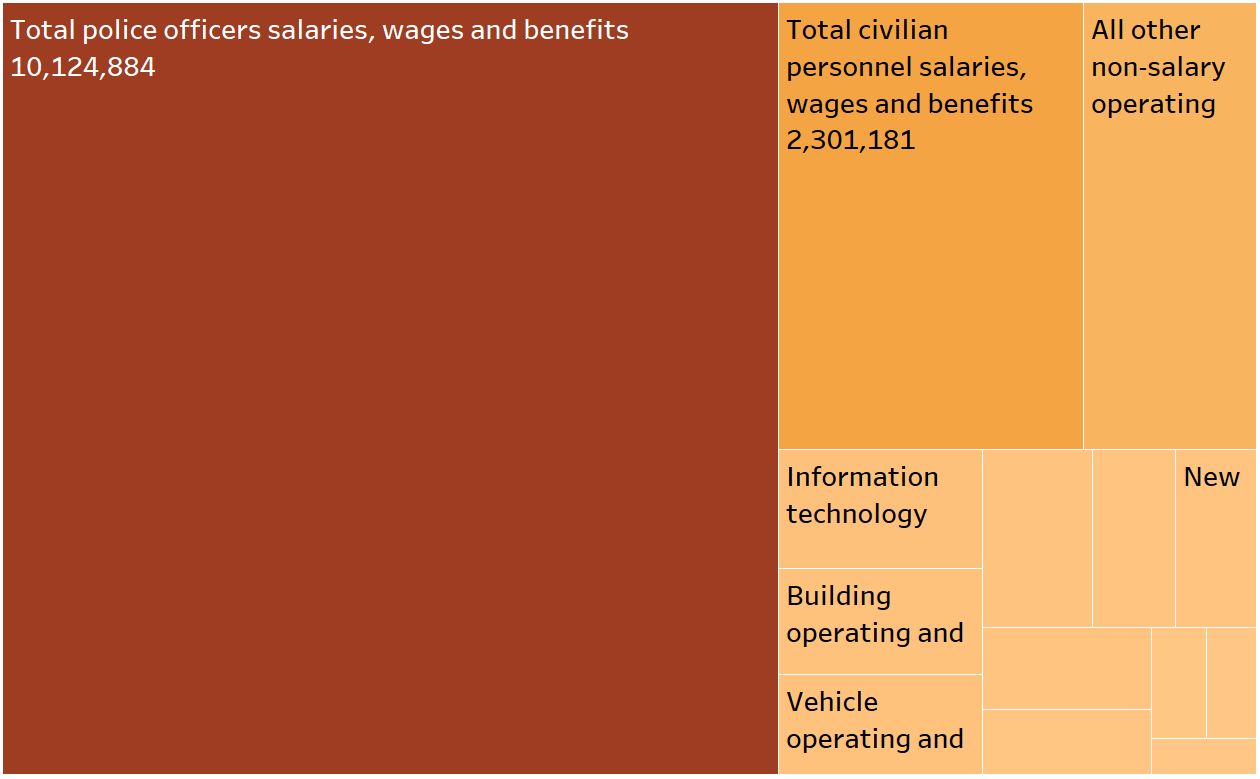 Total police officers salaries, wages and benefits
10,124,884
Total civilian
personnel salaries,
wages and benefits
2,301,181
All other
non-salary
operating
Information
technology
Building
operating and
Vehicle
operating and
New